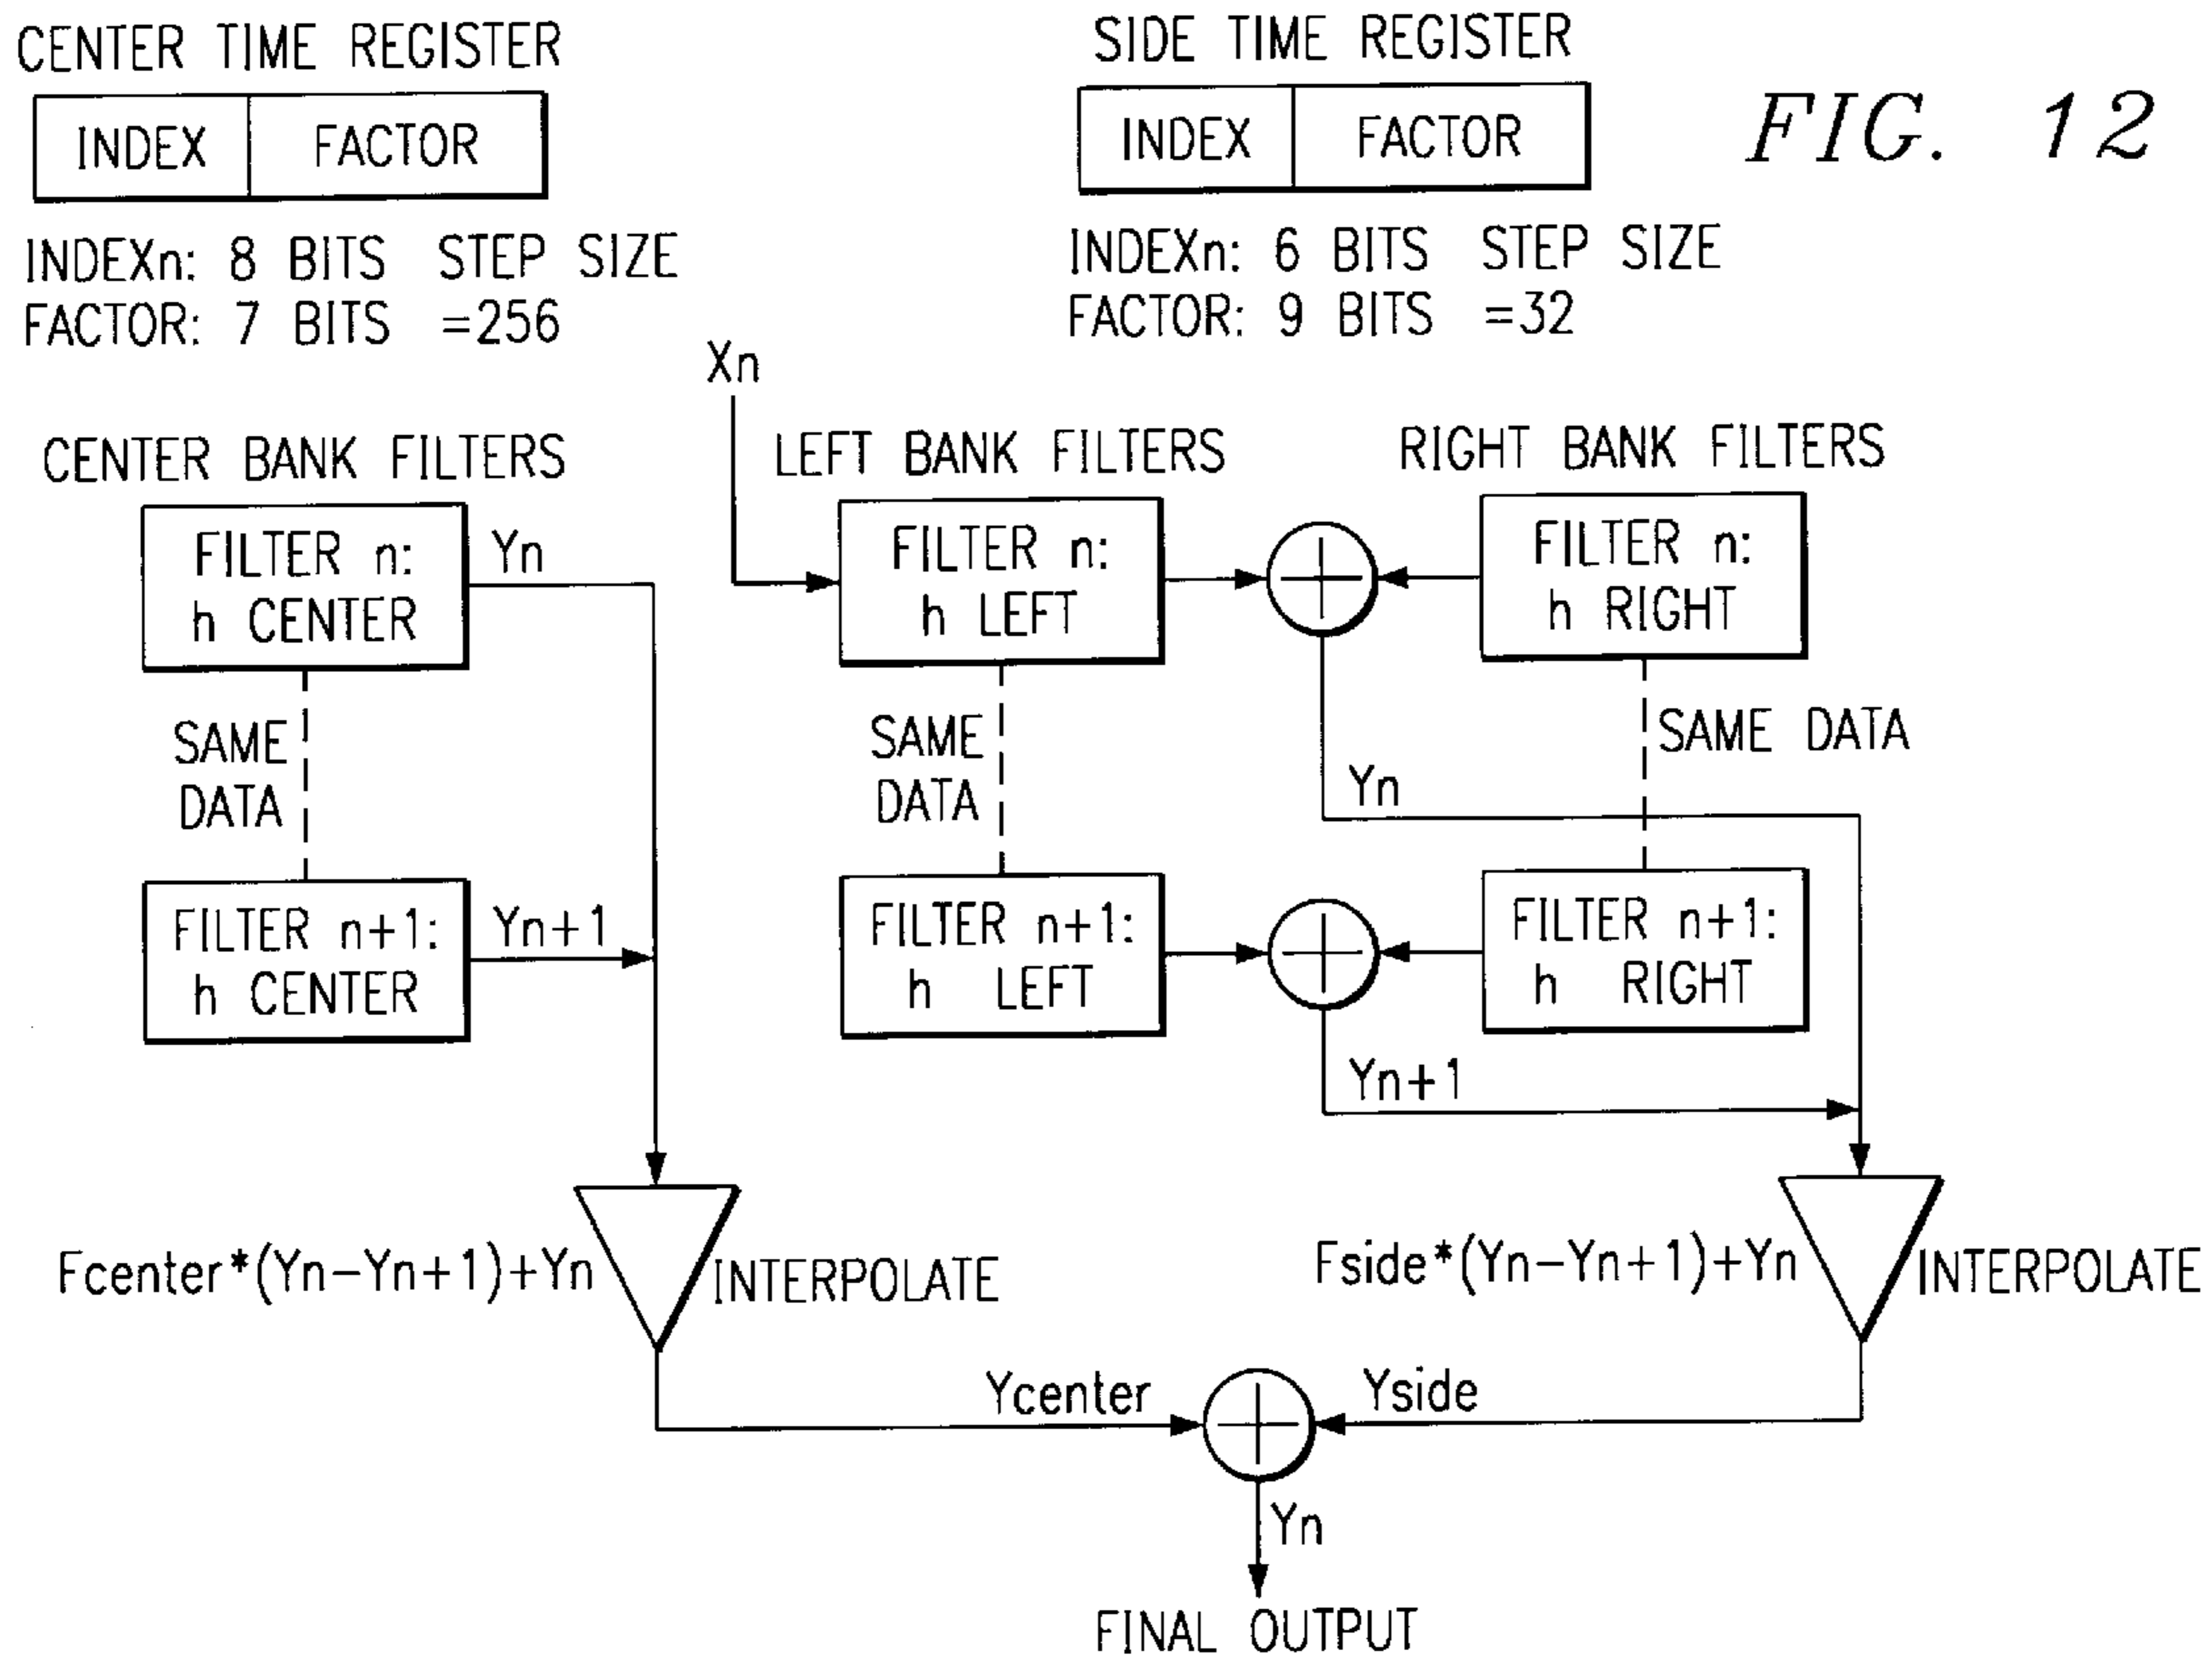 CENTER TIME REGISTER
INDEX FACTOR
INDEXn: 8 BITS STEP SIZE
FACTOR: 7 BITS =256
SIDE TIME REGISTER
INDEX FACTOR
INDEXn: 6 BITS STEP SIZE
FACTOR: 9 BITS =32
FIG. 12
Xn
CENTER BANK FILTERS
LEFT BANK FILTERS
RIGHT BANK FILTERS
FILTER n:
h CENTER
Yn
FILTER n:
h LEFT
FILTER n:
h RIGHT
SAME
DATA
SAME
DATA
SAME DATA
Yn
FILTER n+1:
h CENTER
Yn+1
FILTER n+1:
h LEFT
FILTER n+1:
h RIGHT
Yn+1
Fcenter*(Yn-Yn+1)+Yn
INTERPOLATE
Fside*(Yn-Yn+1)+Yn
INTERPOLATE
Ycenter
Yside
Yn
FINAL OUTPUT